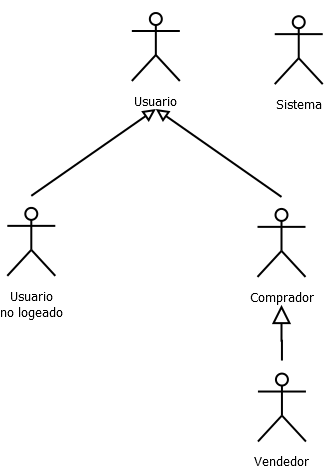 Usuario
Sistema
Usuario
no logeado
Comprador
Vendedor